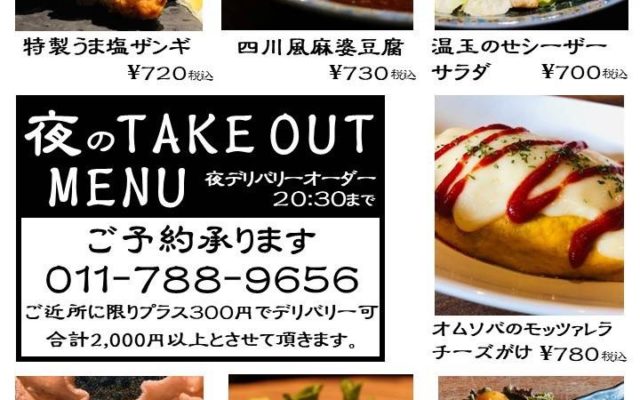 特製うま塩ザンギ
¥720税込
四川風麻婆豆腐
¥730税込
温玉のせシーザー
サラダ ¥700税込
夜のTAKE OUT
MENU 夜デリバリーオーダー
20:30まで
ご予約承ります
011-788-9656
ご近所に限りプラス300円でデリバリー可
合計2,000円以上とさせて頂きます。
オムソバのモッツァレラ
チーズがけ ¥780税込